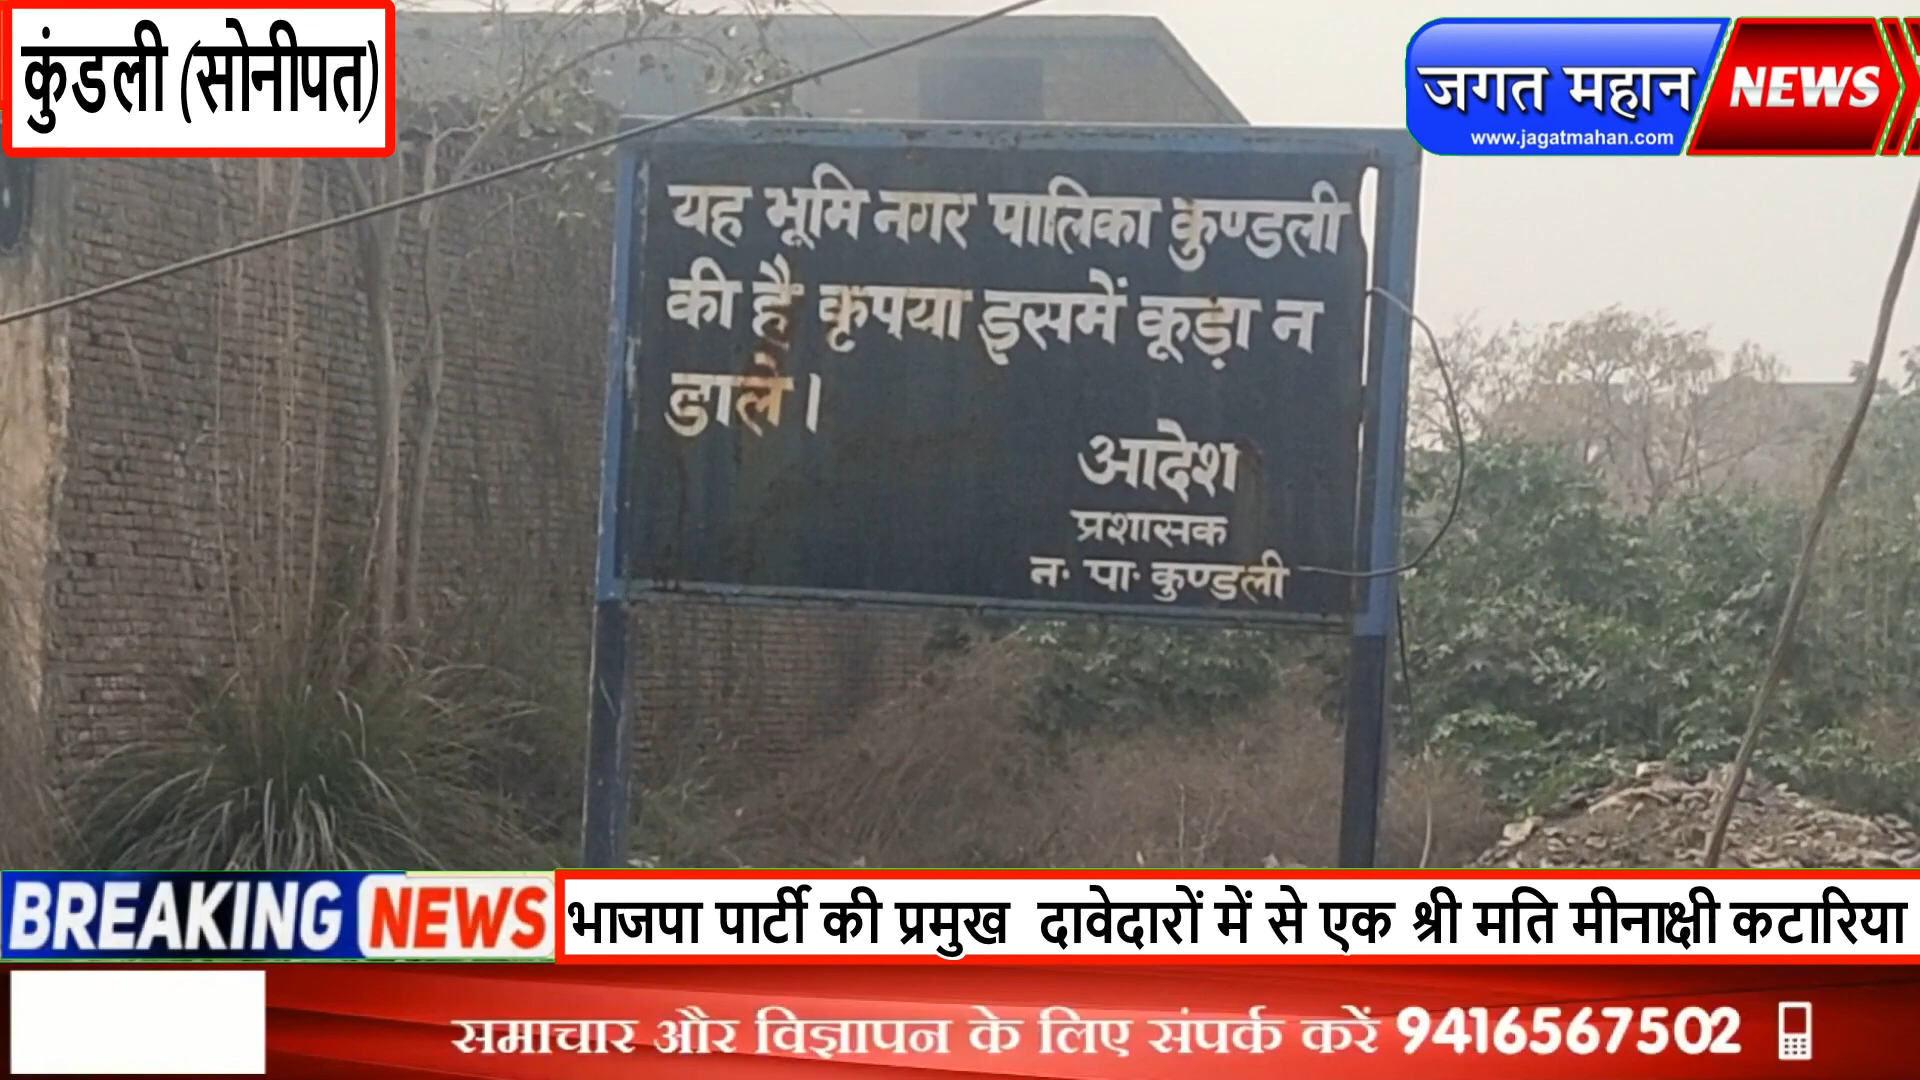 कुंडली (सोनीपत)
जगत महान NEWS
www.jagatmahan.com
यह भूमि नगर पालिका कुण्डली
की है कृपया इसमें कूड़ा न
डाले।
आदेश
प्रशासक
न॰ पा॰ कुण्डली
BREAKING NEWS भाजपा पार्टी की प्रमुख दावेदारों में से एक श्री मति मीनाक्षी कटारिया
समाचार और विज्ञापन के लिए संपर्क करें 9416567502